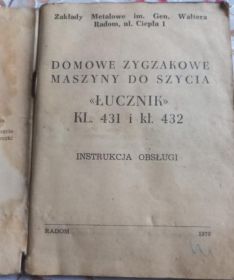 Zakłady Metalowe im. Gen. Waltera
Radom, ul. Ciepła 1
DOMOWE ZYGZAKOWE
MASZYNY DO SZYCIA
«ŁUCZNIK»
KL. 431 i kl. 432
INSTRUKCJA OBSŁUGI
RADOM